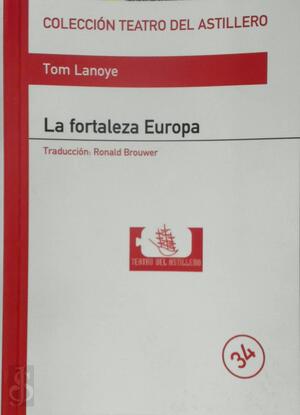 COLECCIÓN TEATRO DEL ASTILLERO
Tom Lanoye
La fortaleza Europa
Traducción: Ronald Brouwer
TEATRO DEL ASTILLERO
34